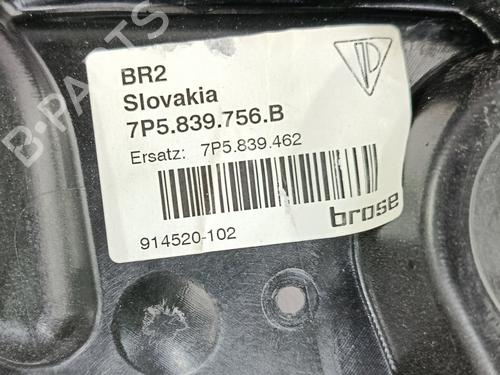 B-PARTS
BR2
Slovakia
7P5.839.756.B
Ersatz: 7P5.839.462
914520-102
brose